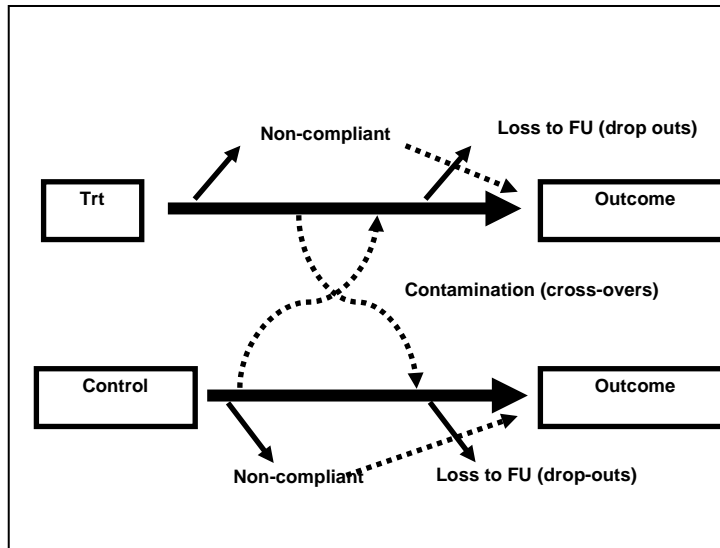 Loss to FU (drop outs)
Non-compliant
Trt
Outcome
Contamination (cross-overs)
Control
Outcome
Non-compliant
Loss to FU (drop-outs)